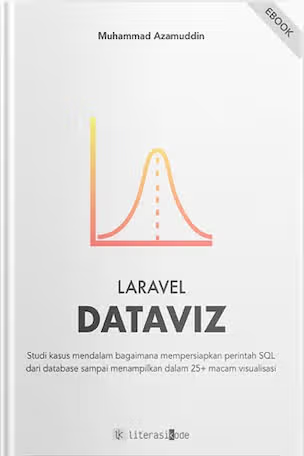 EBOOK
Muhammad Azamuddin
LARAVEL
DATAVIZ
Studi kasus mendalam bagaimana mempersiapkan perintah SQL
dari database sampai menampilkan dalam 25+ macam visualisasi
lk literasikode